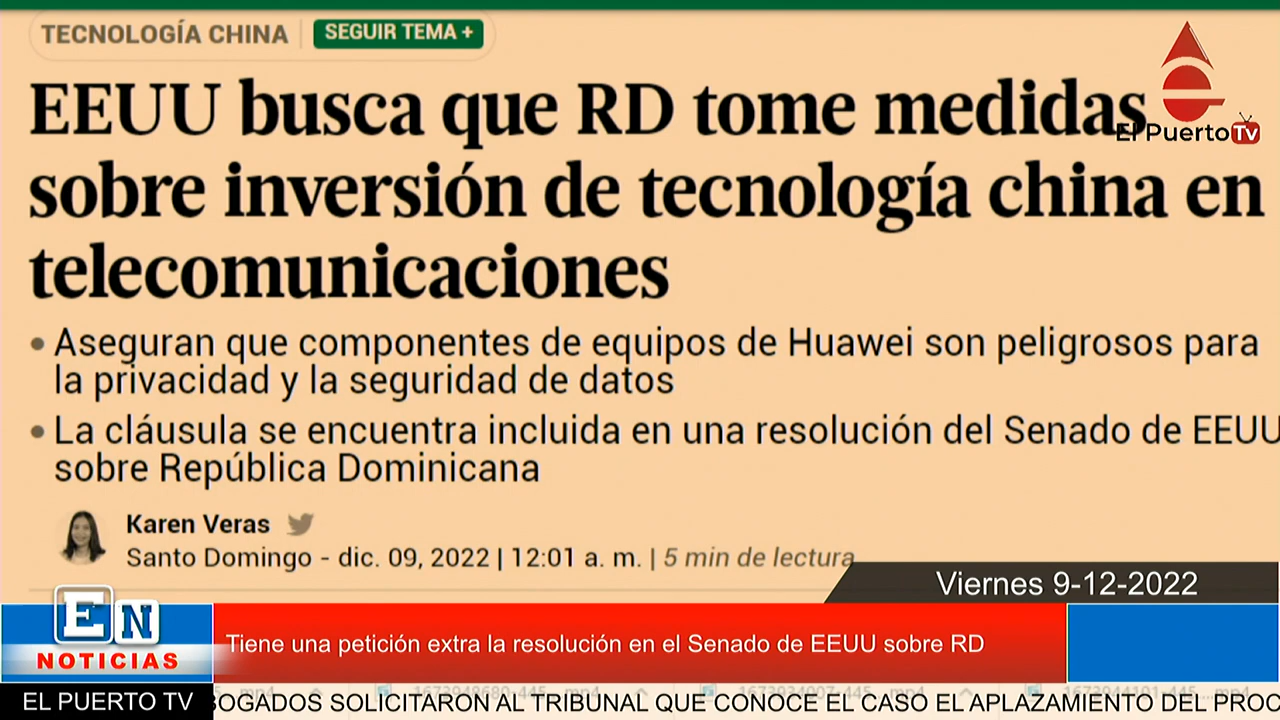 TECNOLOGÍA CHINA
SEGUIR TEMA +
EEUU busca que RD tome medidas
sobre inversión de tecnología china en
telecomunicaciones
El Puerto TV
• Aseguran que componentes de equipos de Huawei son peligrosos para
la privacidad y la seguridad de datos
• La cláusula se encuentra incluida en una resolución del Senado de EEUU
sobre República Dominicana
Karen Veras
Santo Domingo - dic. 09, 2022 | 12:01 a. m. | 5 min de lectura
Viernes 9-12-2022
EN
NOTICIAS
Tiene una petición extra la resolución en el Senado de EEUU sobre RD
EL PUERTO TV
BOGADOS SOLICITARON AL TRIBUNAL QUE CONOCE EL CASO EL APLAZAMIENTO DEL PROC